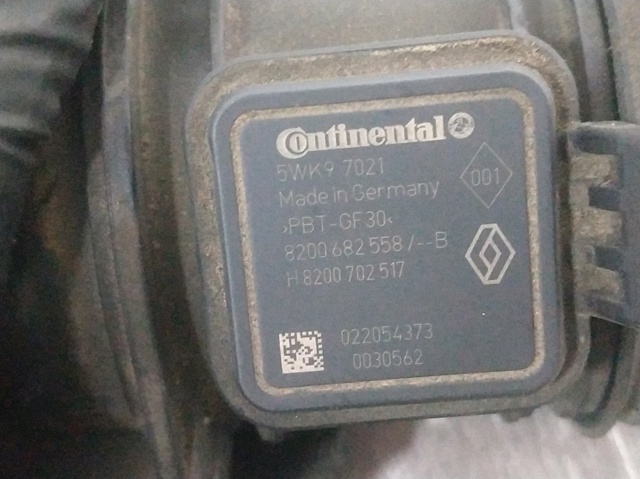 Continental
5WK9 7021
001
Made in Germany
›PBT-GF30‹
8200 682 558 /--B
H 8200 702 517
022054373
0030562